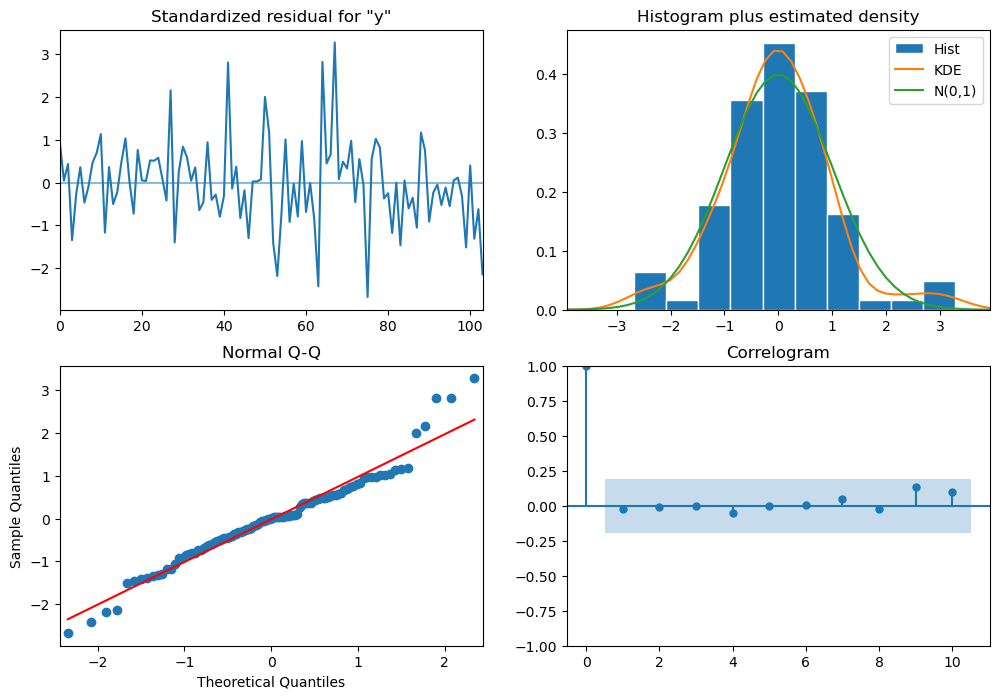 Standardized residual for "y"
3
2
1
0
−1
−2
0 20 40 60 80 100
Histogram plus estimated density
Hist
KDE
N(0,1)
0.4
0.3
0.2
0.1
0.0
−3 −2 −1 0 1 2 3
Normal Q-Q
Sample Quantiles
3
2
1
0
−1
−2
−2 −1 0 1 2
Theoretical Quantiles
Correlogram
1.00
0.75
0.50
0.25
0.00
−0.25
−0.50
−0.75
−1.00
0 2 4 6 8 10